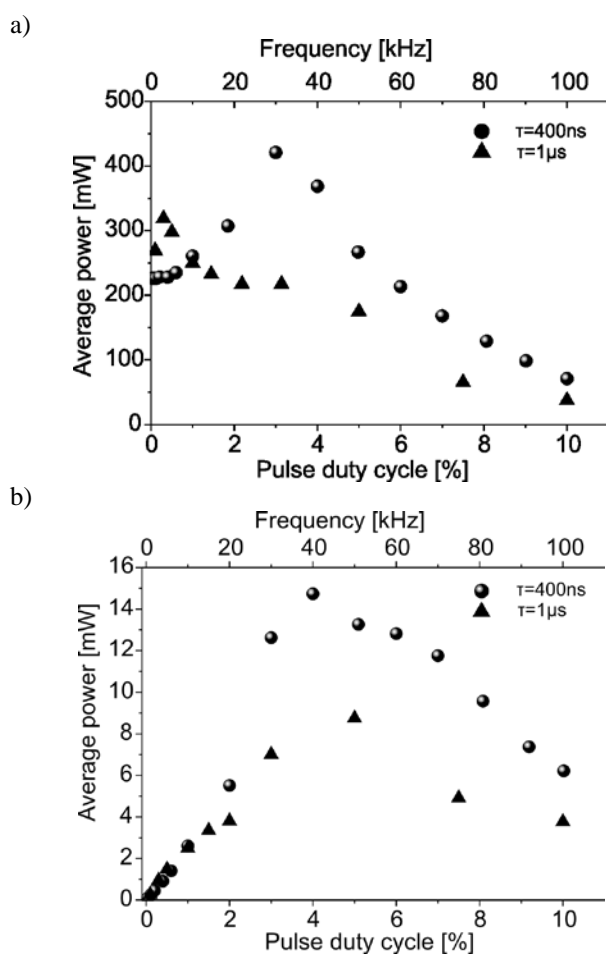 a)
Frequency [kHz]
0 20 40 60 80 100
500
400
300
200
100
0
Average power [mW]
τ=400ns
τ=1μs
0 2 4 6 8 10
Pulse duty cycle [%]
b)
Frequency [kHz]
0 20 40 60 80 100
16
14
12
10
8
6
4
2
0
Average power [mW]
τ=400ns
τ=1μs
0 2 4 6 8 10
Pulse duty cycle [%]